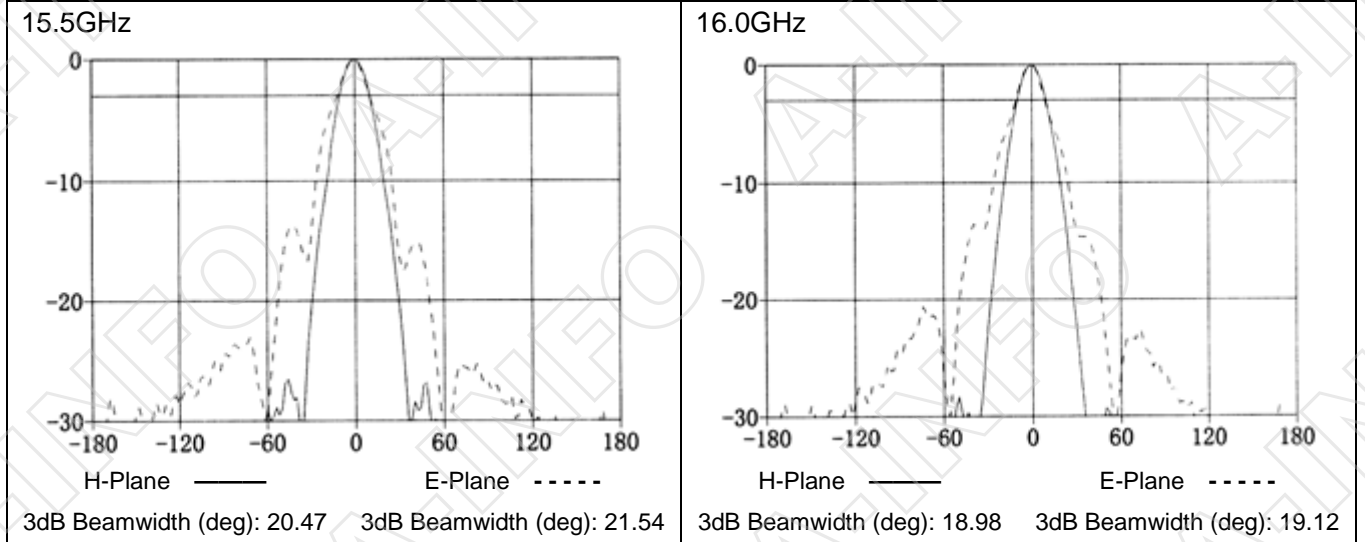 15.5GHz
0
-10
-20
-30
-180 -120 -60 0 60 120 180
H-Plane E-Plane
3dB Beamwidth (deg): 20.47 3dB Beamwidth (deg): 21.54
16.0GHz
0
-10
-20
-30
-180 -120 -60 0 60 120 180
H-Plane E-Plane
3dB Beamwidth (deg): 18.98 3dB Beamwidth (deg): 19.12
A-INFO